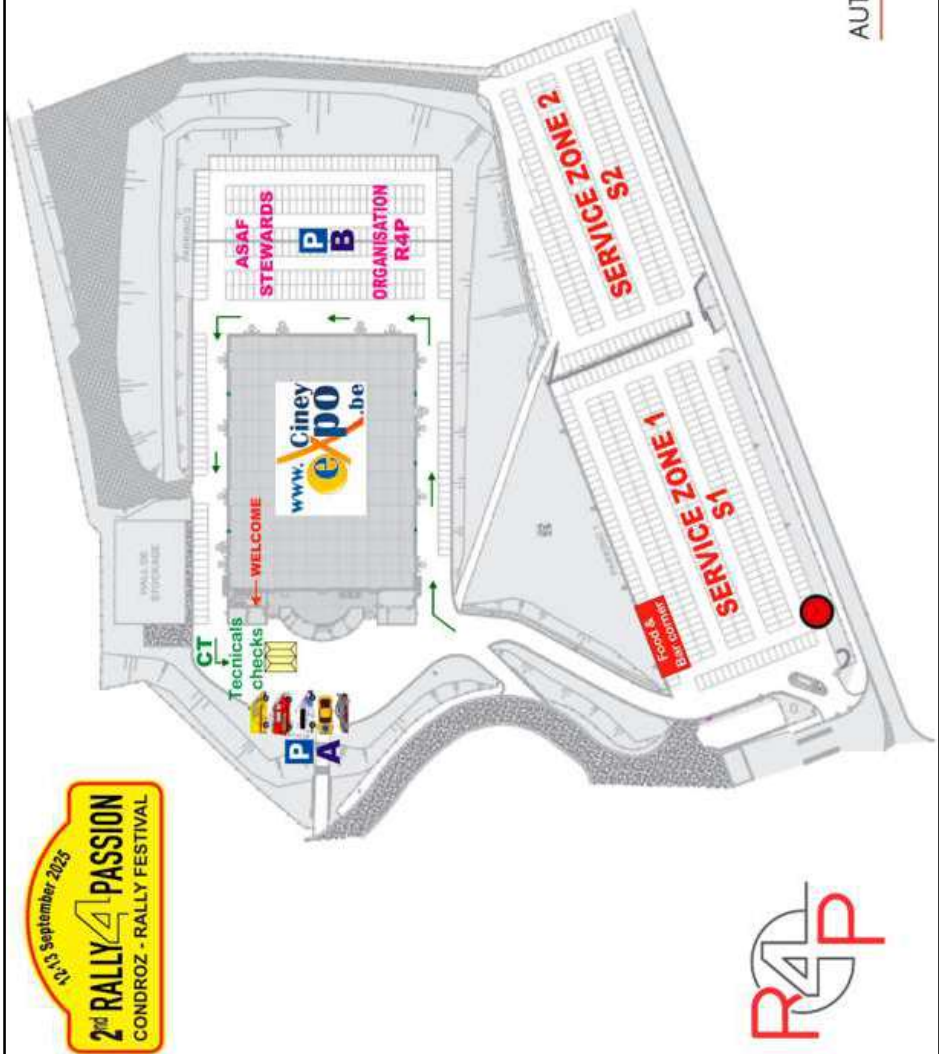 12-13 September 2025
2nd RALLY 4 PASSION
CONDROZ - RALLY FESTIVAL
AUT
ASAF
STEWARDS
P
B
ORGANISATION
R4P
www. Ciney
eXpo
.be
WELCOME
HALL DE
STOCKAGE
CT
Tecnicals
checks
P
A
SERVICE ZONE 2
S2
SERVICE ZONE 1
S1
Food &
Bar corner
R4P